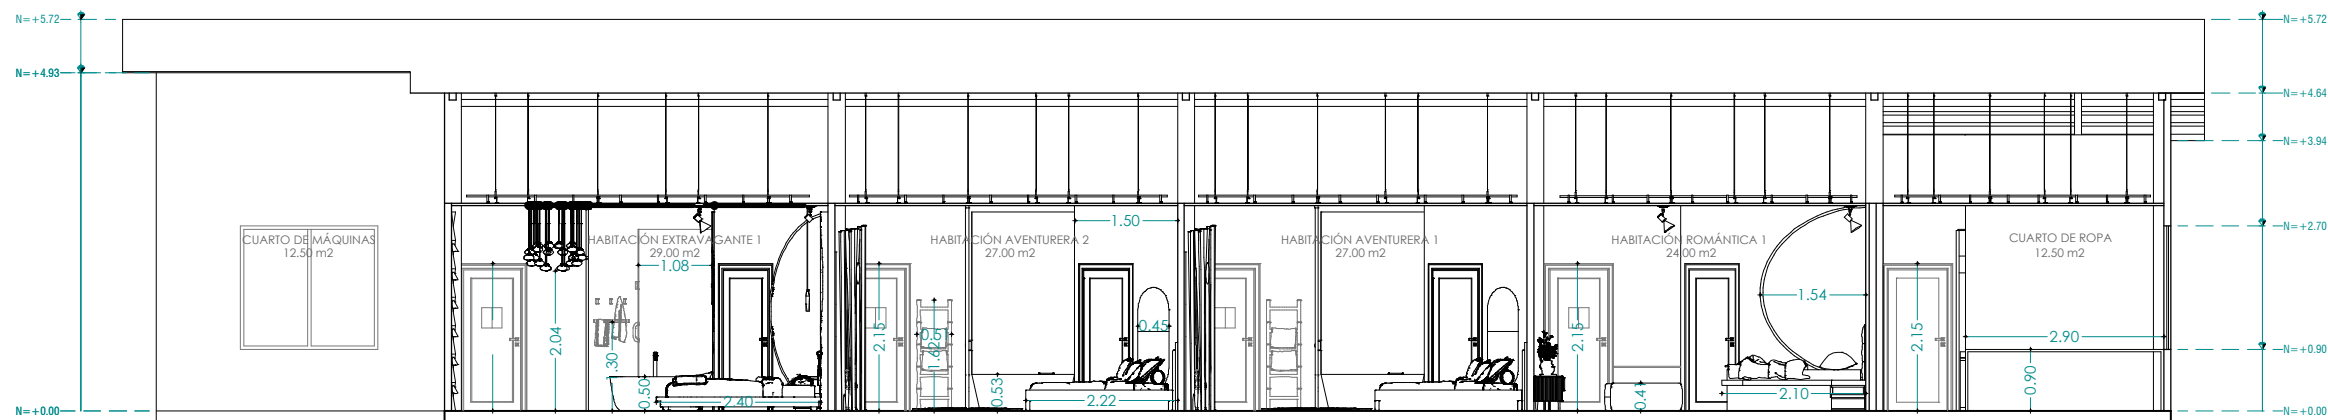 N=+5.72
N=+5.72
N=+4.93
N=+4.64
N=+3.94
1.50
N=+2.70
CUARTO DE MÁQUINAS
12.50 m2
HABITACIÓN EXTRAVAGANTE 1
29.00 m2
1.08
HABITACIÓN AVENTURERA 2
27.00 m2
HABITACIÓN AVENTURERA 1
27.00 m2
HABITACIÓN ROMÁNTICA 1
24.00 m2
CUARTO DE ROPA
12.50 m2
1.54
2.04
2.15
0.51
1.62
0.45
2.15
2.15
2.90
N=+0.90
.30
0.50
2.40
0.53
2.22
0.41
2.10
0.90
N=+0.00
N=+0.00